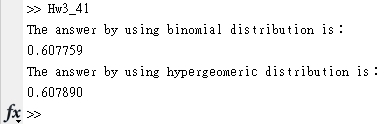 >> Hw3_41
The answer by using binomial distribution is：
0.607759
The answer by using hypergeomeric distribution is：
0.607890
fx >>